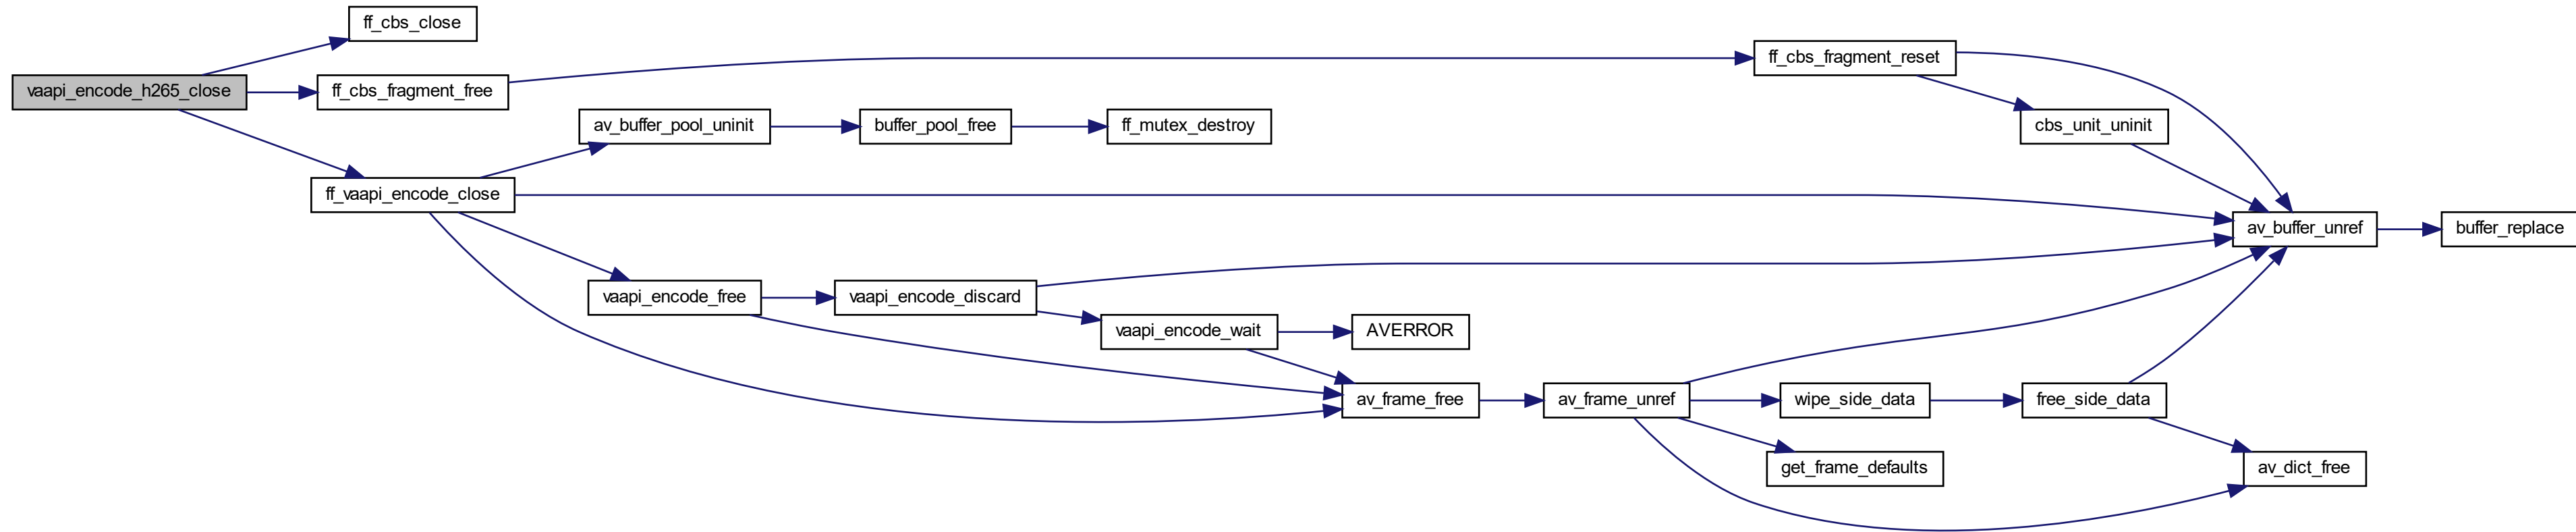 ff_cbs_close
ff_cbs_fragment_reset
vaapi_encode_h265_close
ff_cbs_fragment_free
av_buffer_pool_uninit
buffer_pool_free
ff_mutex_destroy
cbs_unit_uninit
ff_vaapi_encode_close
av_buffer_unref
buffer_replace
vaapi_encode_free
vaapi_encode_discard
vaapi_encode_wait
AVERROR
av_frame_free
av_frame_unref
wipe_side_data
free_side_data
get_frame_defaults
av_dict_free